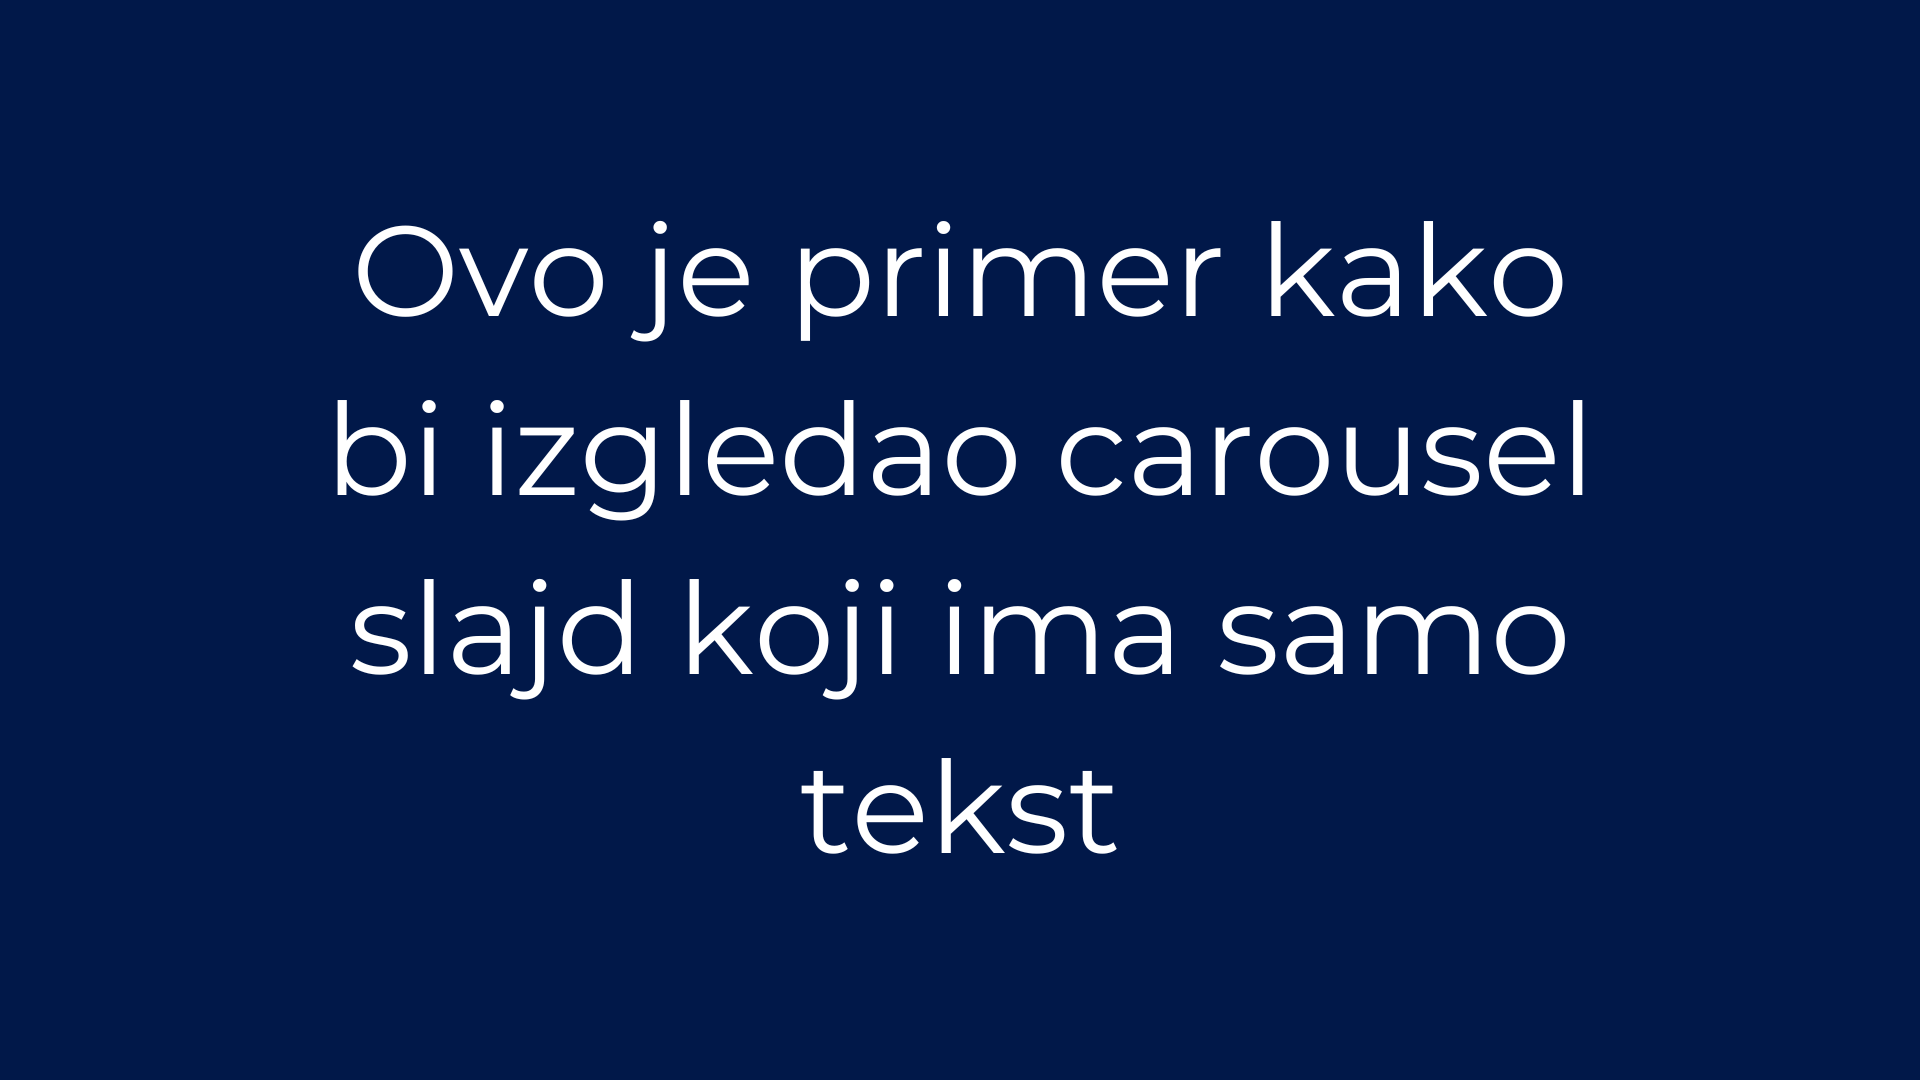 Ovo je primer kako
bi izgledao carousel
slajd koji ima samo
tekst